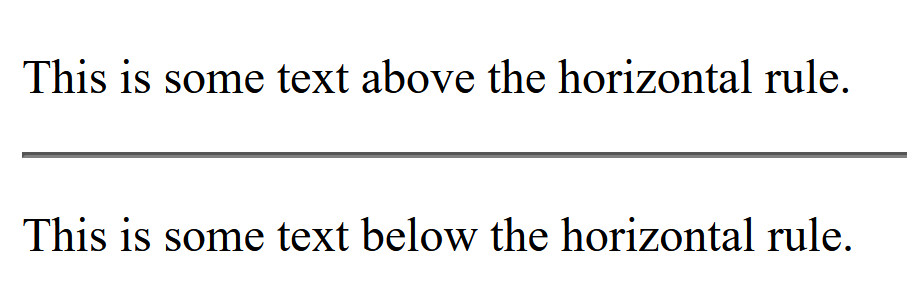 This is some text above the horizontal rule.
This is some text below the horizontal rule.